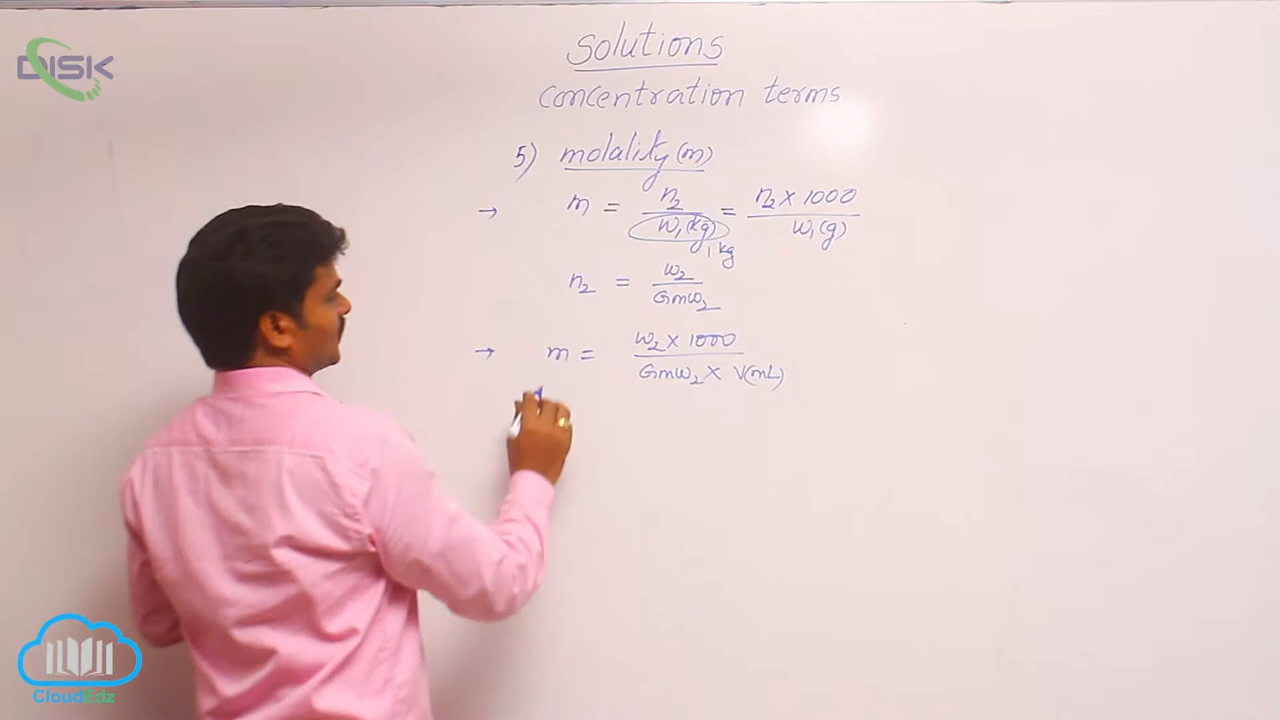 DISK
Solutions
Concentration terms
5) molality (m)
→ m = n₂ / W₁(kg) = n₂ × 1000 / W₁(g)
1 kg
n₂ = w₂ / Gmw₂
→ m = w₂ × 1000 / Gmw₂ × V(mL)
CloudEdz